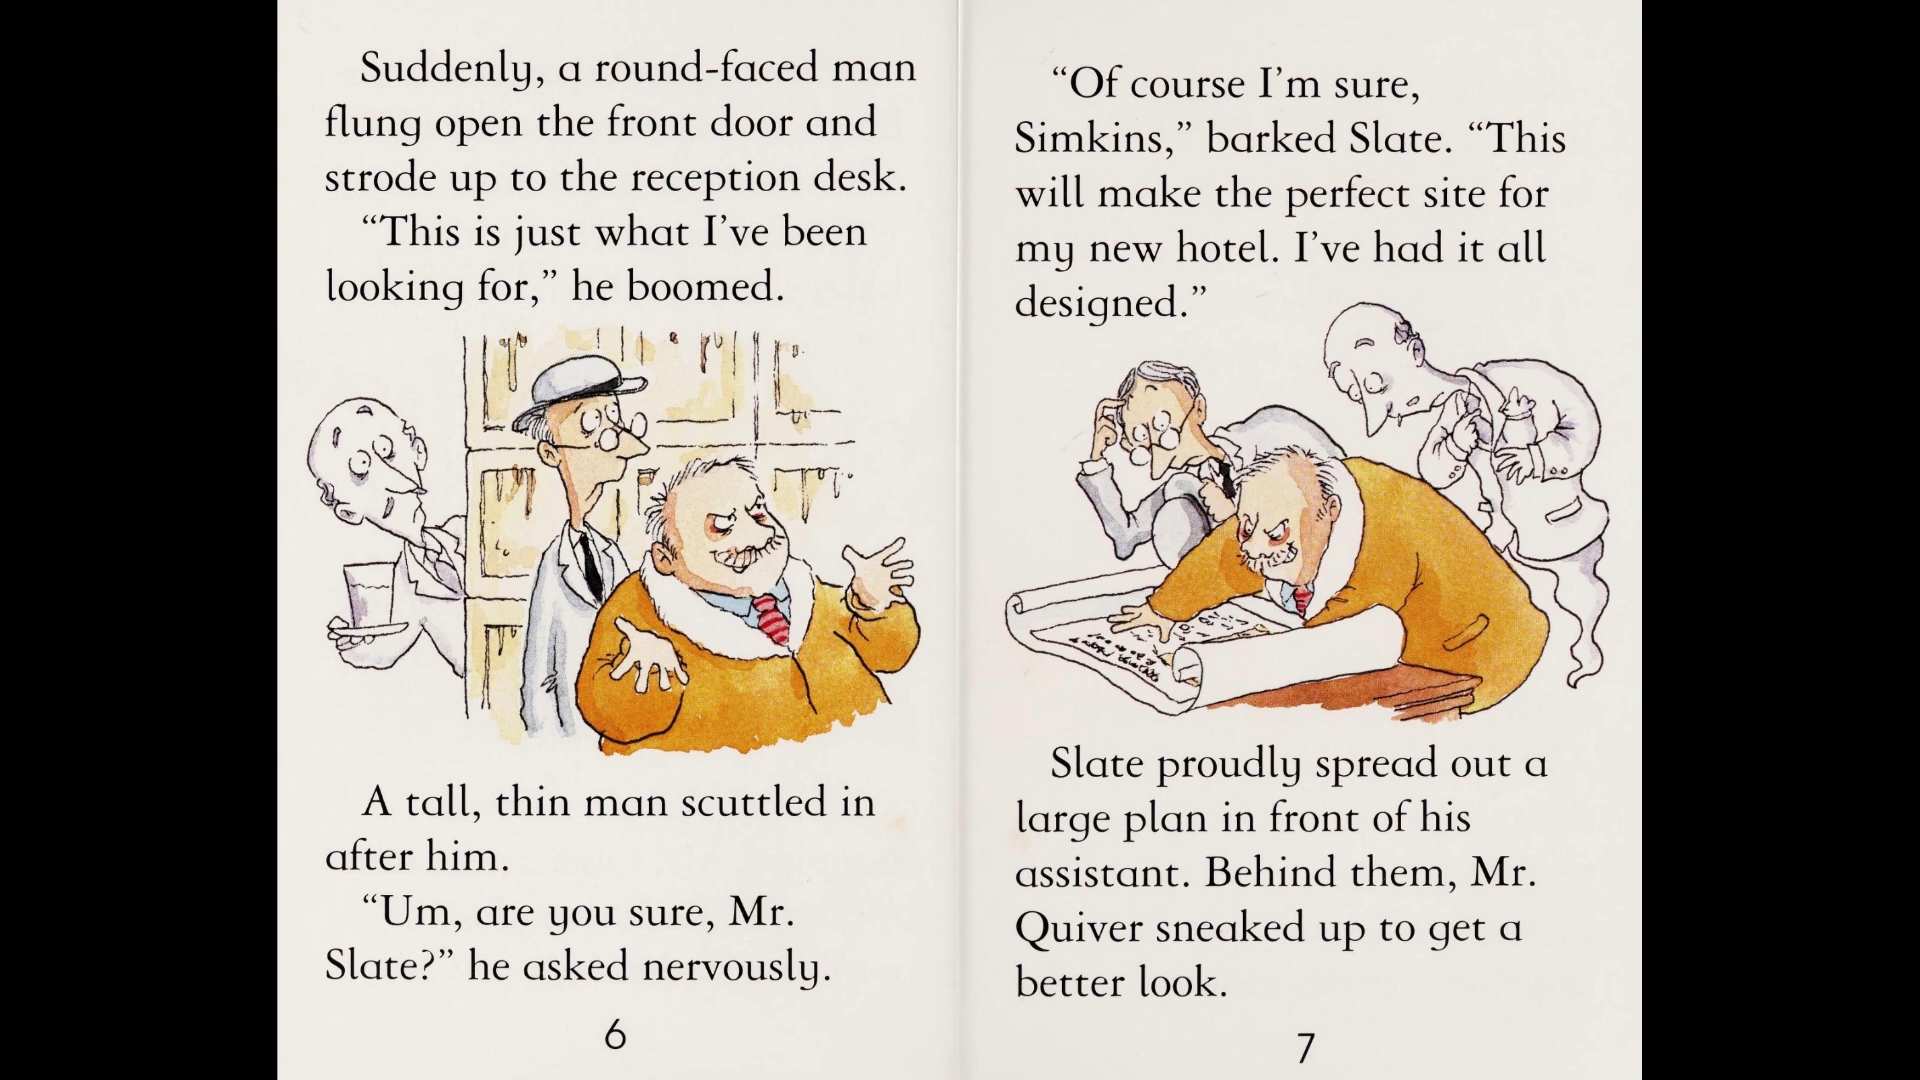 Suddenly, a round-faced man
flung open the front door and
strode up to the reception desk.
“This is just what I’ve been
looking for,” he boomed.
A tall, thin man scuttled in
after him.
“Um, are you sure, Mr.
Slate?” he asked nervously.
6
“Of course I’m sure,
Simkins,” barked Slate. “This
will make the perfect site for
my new hotel. I’ve had it all
designed.”
Slate proudly spread out a
large plan in front of his
assistant. Behind them, Mr.
Quiver sneaked up to get a
better look.
7